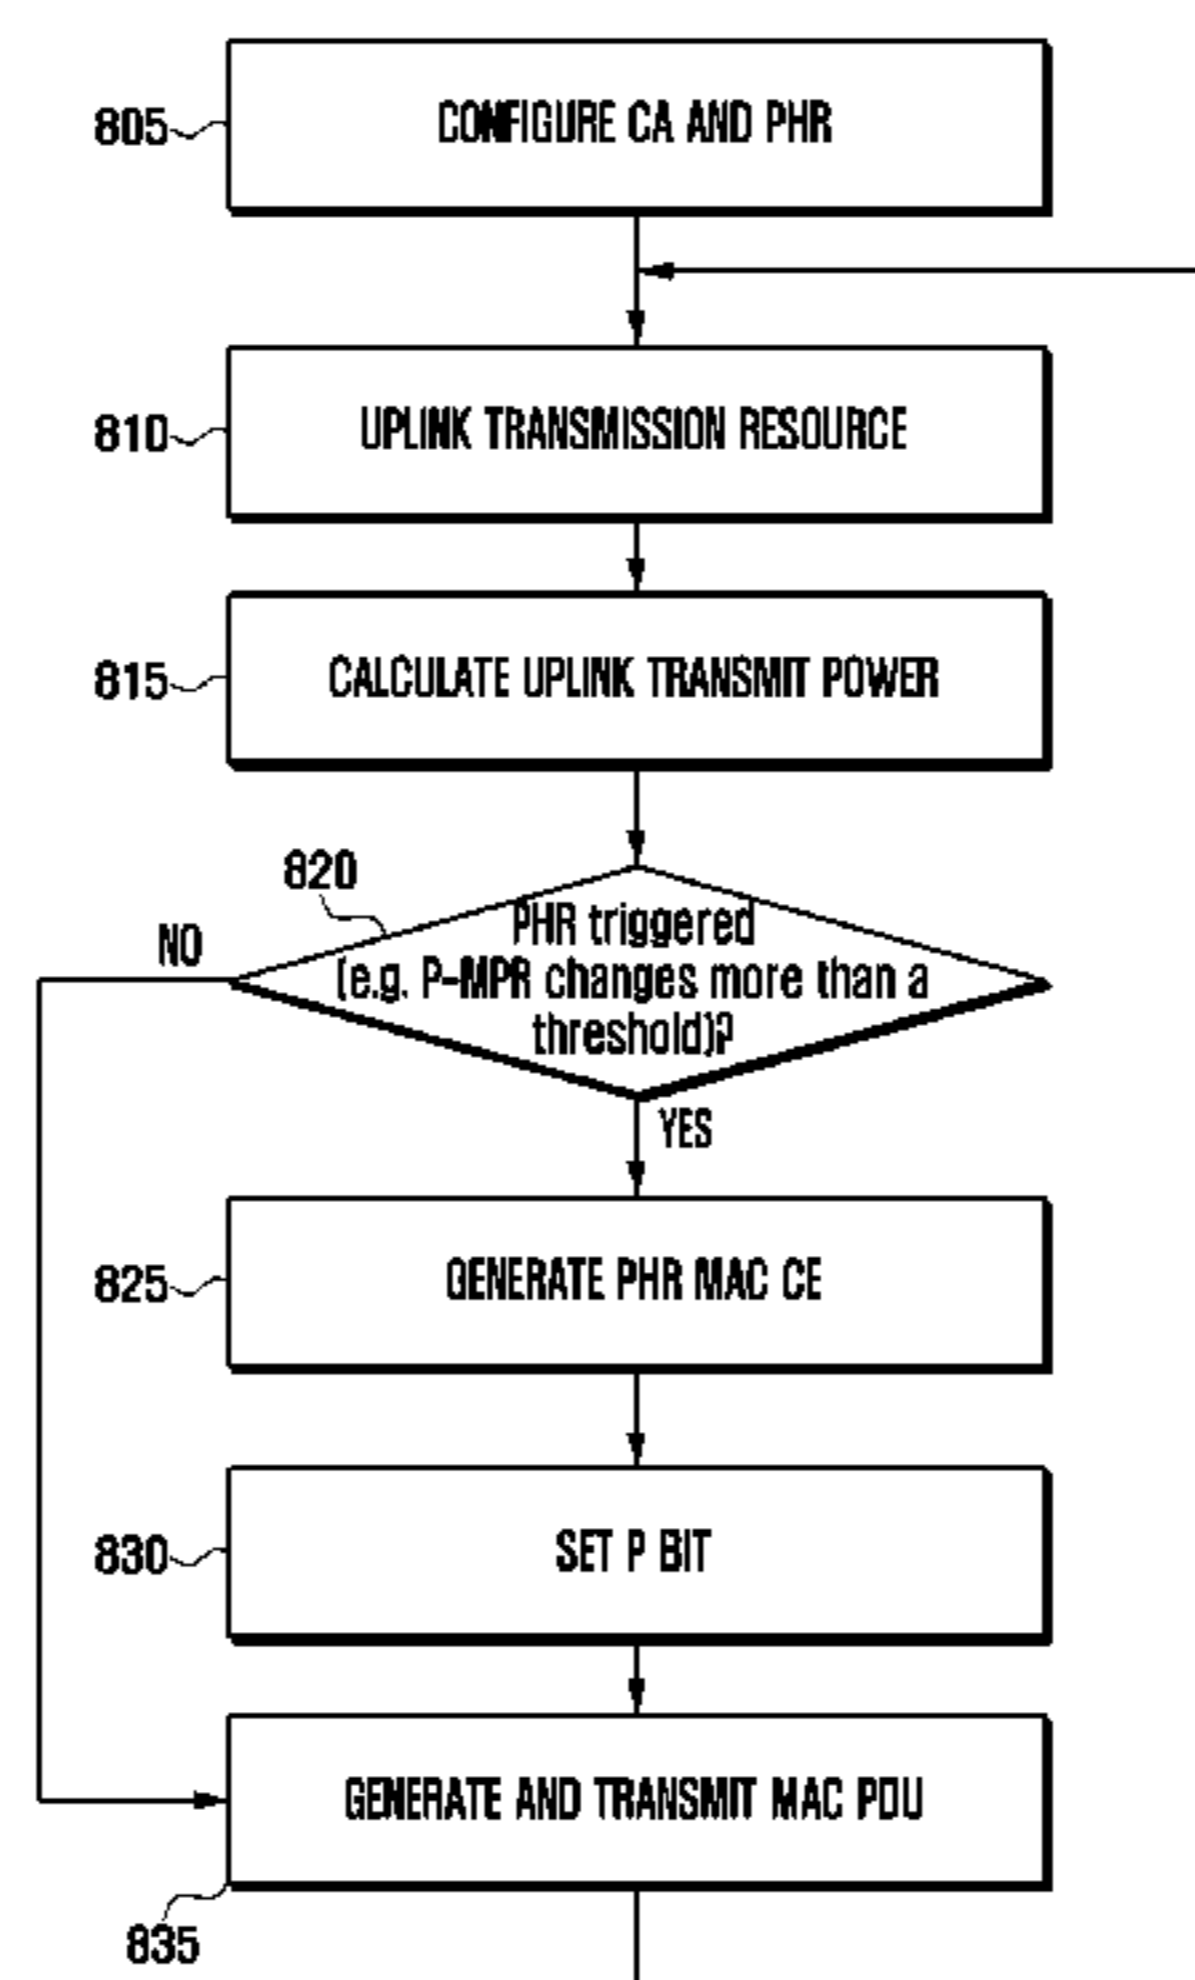 805
CONFIGURE CA AND PHR
810
UPLINK TRANSMISSION RESOURCE
815
CALCULATE UPLINK TRANSMIT POWER
820
NO
PHR triggered
(e.g. P-MPR changes more than a
threshold)?
YES
825
GENERATE PHR MAC CE
830
SET P BIT
GENERATE AND TRANSMIT MAC PDU
835